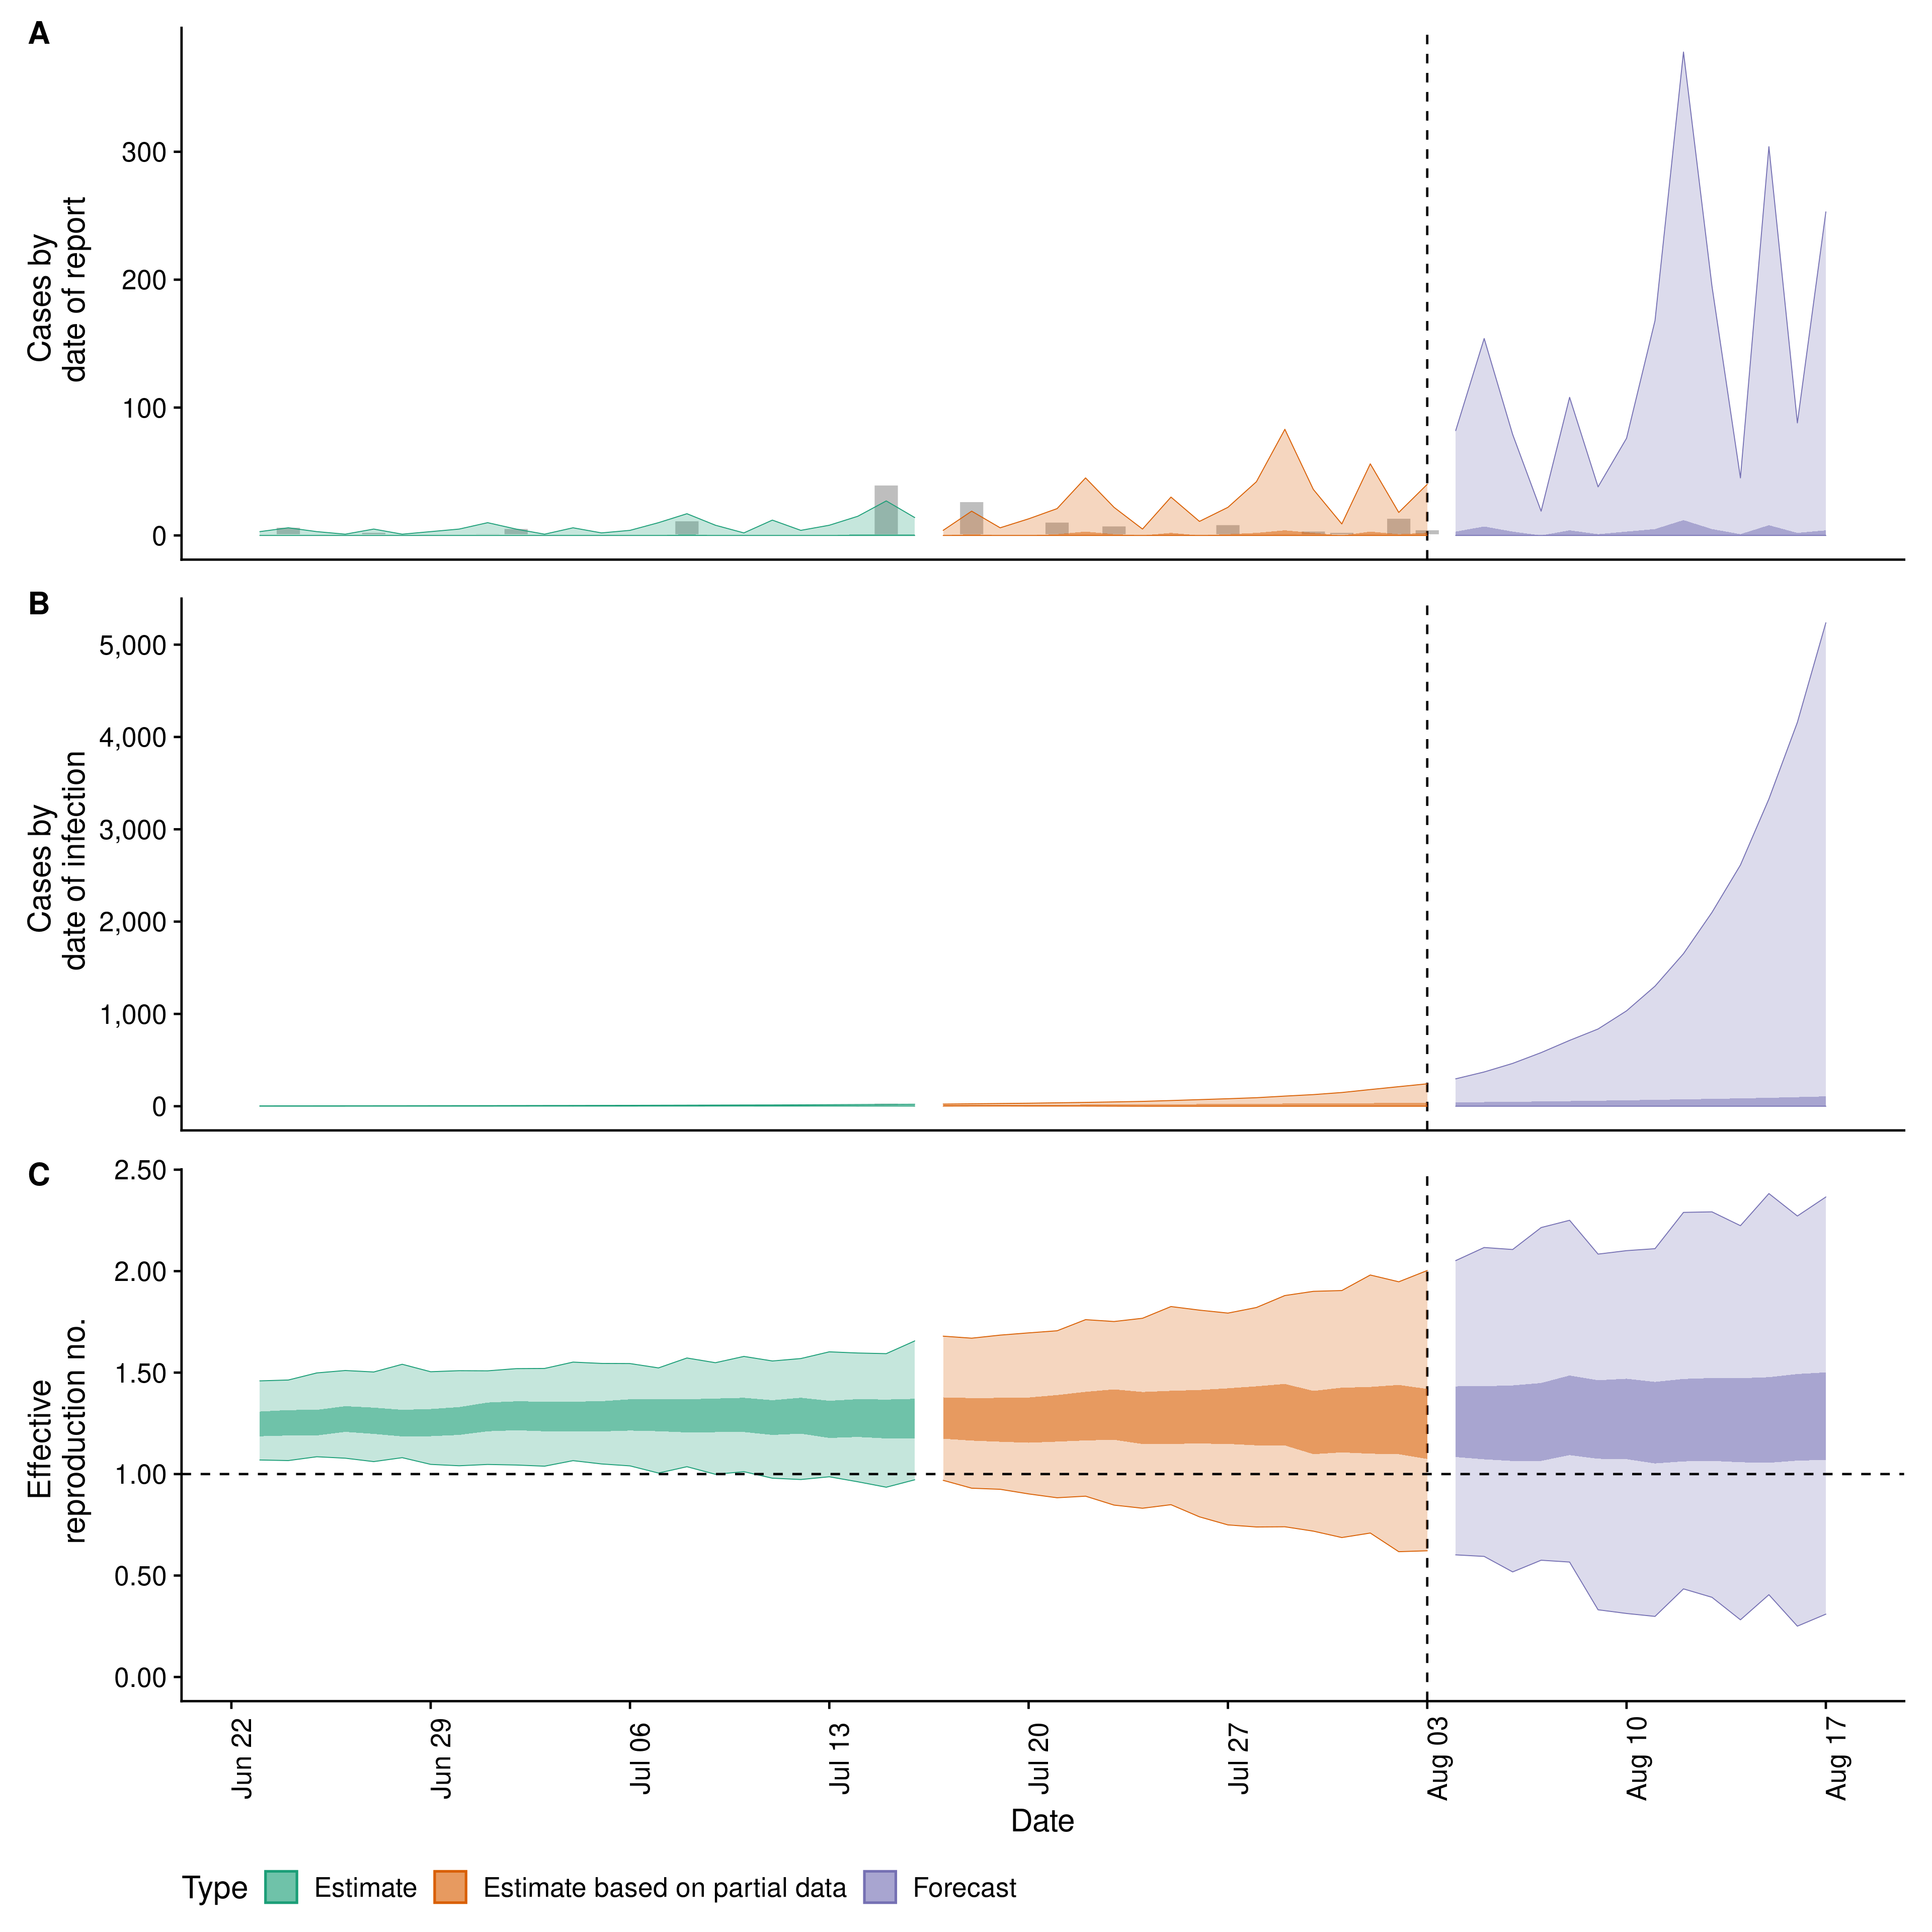 A
Cases by
date of report
300
200
100
0
B
Cases by
date of infection
5,000
4,000
3,000
2,000
1,000
0
C
Effective
reproduction no.
2.50
2.00
1.50
1.00
0.50
0.00
Jun 22
Jun 29
Jul 06
Jul 13
Jul 20
Jul 27
Aug 03
Aug 10
Aug 17
Date
Type Estimate Estimate based on partial data Forecast